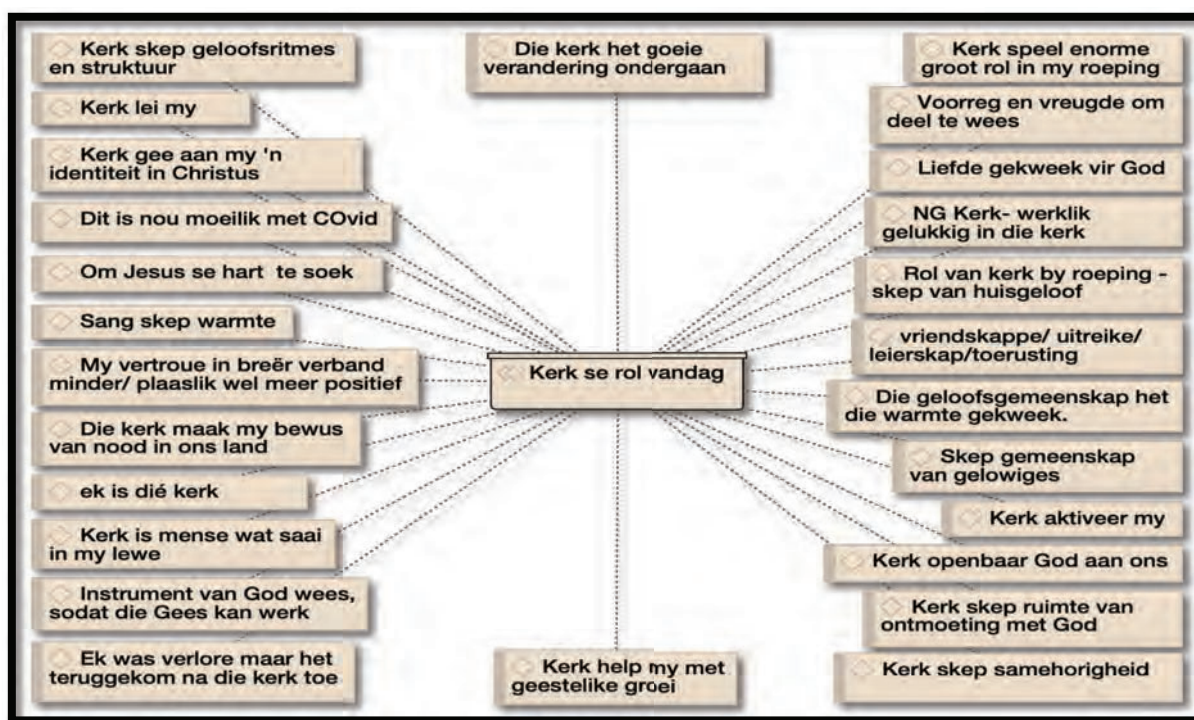 Kerk skep geloofsritmes
en struktuur
Kerk lei my
Kerk gee aan my 'n
identiteit in Christus
Dit is nou moeilik met COvid
Om Jesus se hart te soek
Sang skep warmte
My vertroue in breër verband
minder/ plaaslik wel meer positief
Die kerk maak my bewus
van nood in ons land
ek is dié kerk
Kerk is mense wat saai
in my lewe
Instrument van God wees,
sodat die Gees kan werk
Ek was verlore maar het
teruggekom na die kerk toe
Die kerk het goeie
verandering ondergaan
Kerk se rol vandag
Kerk help my met
geestelike groei
Kerk speel enorme
groot rol in my roeping
Voorreg en vreugde om
deel te wees
Liefde gekweek vir God
NG Kerk- werklik
gelukkig in die kerk
Rol van kerk by roeping -
skep van huisgeloof
vriendskappe/ uitreike/
leierskap/toerusting
Die geloofsgemeenskap het
die warmte gekweek.
Skep gemeenskap
van gelowiges
Kerk aktiveer my
Kerk openbaar God aan ons
Kerk skep ruimte van
ontmoeting met God
Kerk skep samehorigheid